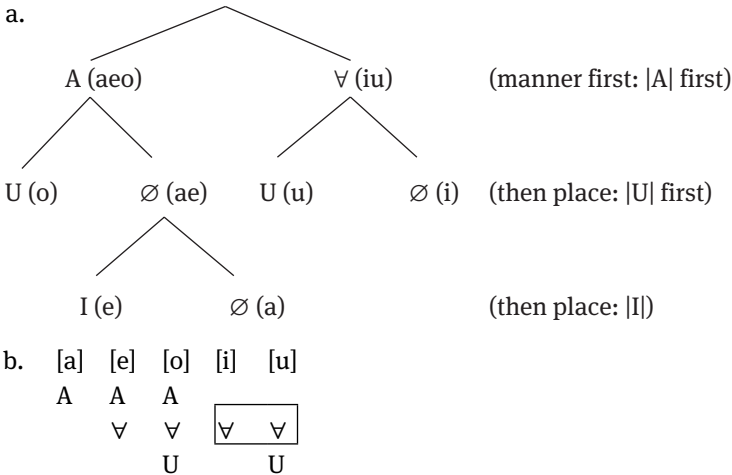 a.
A (aeo) ∀ (iu) (manner first: |A| first)
U (o) ∅ (ae) U (u) ∅ (i) (then place: |U| first)
I (e) ∅ (a) (then place: |I|)
b. [a] [e] [o] [i] [u]
A A A
∀ ∀ ∀ ∀
U U